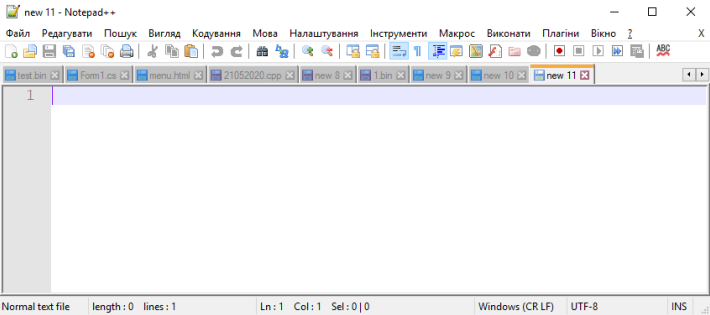 new 11 - Notepad++
Файл Редагувати Пошук Вигляд Кодування Мова Налаштування Інструменти Макрос Виконати Плагіни Вікно ? X
ABC
test bin Form1.cs menu.html 21052020.cpp new 8 1.bin new 9 new 10 new 11
1
Normal text file length : 0 lines : 1 Ln : 1 Col : 1 Sel : 0 | 0 Windows (CR LF) UTF-8 INS